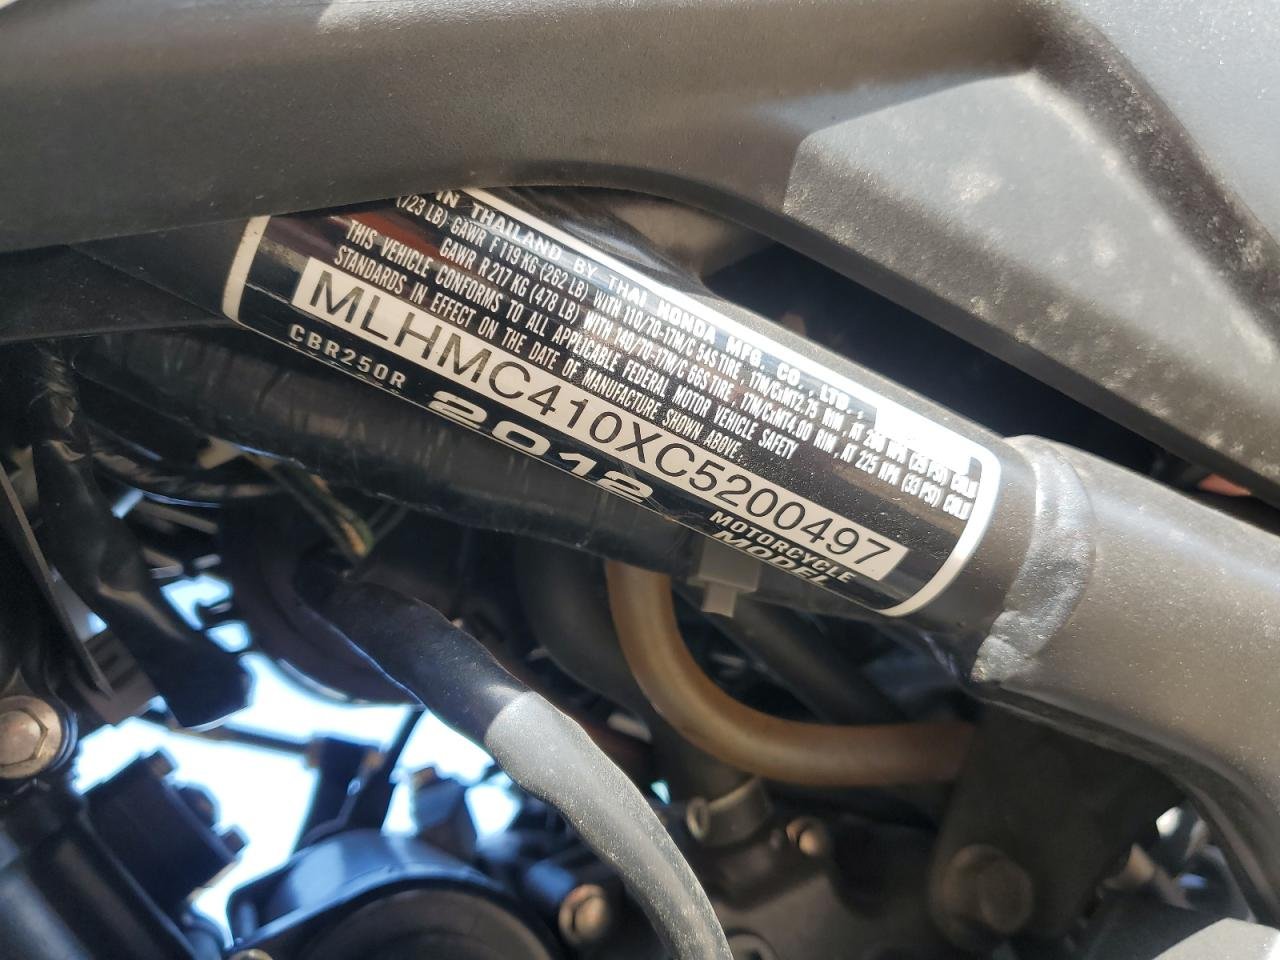 IN THAILAND BY THAI HONDA MFG. CO., LTD.,
(723 LB) GAWR F 119 KG (262 LB) WITH 110/70-17M/C 54S TIRE, 17M/CxMT2.75 RIM, AT 200 KPA (29 PSI) COLD
GAWR R 217 KG (478 LB) WITH 140/70-17M/C 66S TIRE, 17M/CxMT4.00 RIM, AT 225 KPA (33 PSI) COLD
THIS VEHICLE CONFORMS TO ALL APPLICABLE FEDERAL MOTOR VEHICLE SAFETY
STANDARDS IN EFFECT ON THE DATE OF MANUFACTURE SHOWN ABOVE.
MLHMC410XC5200497
CBR250R 2012 MOTORCYCLE
MODEL